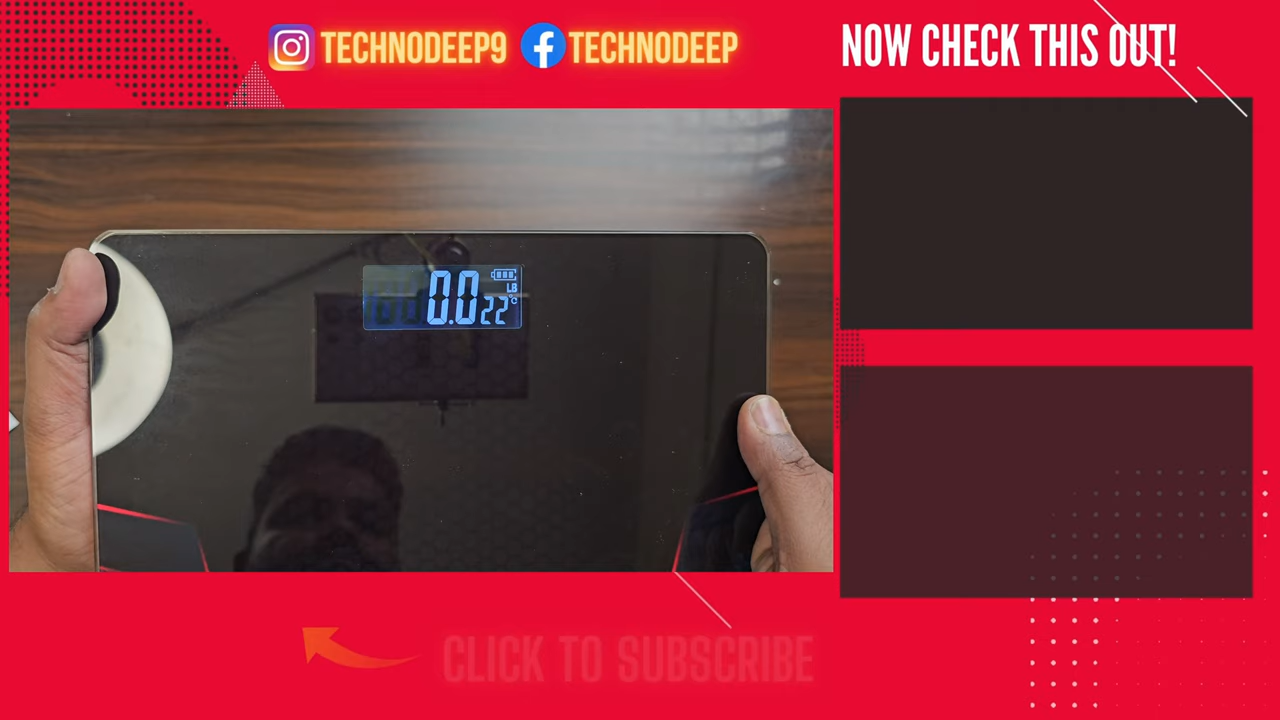 TECHNODEEP9 TECHNODEEP
NOW CHECK THIS OUT!
0.0
LB
22°C
CLICK TO SUBSCRIBE